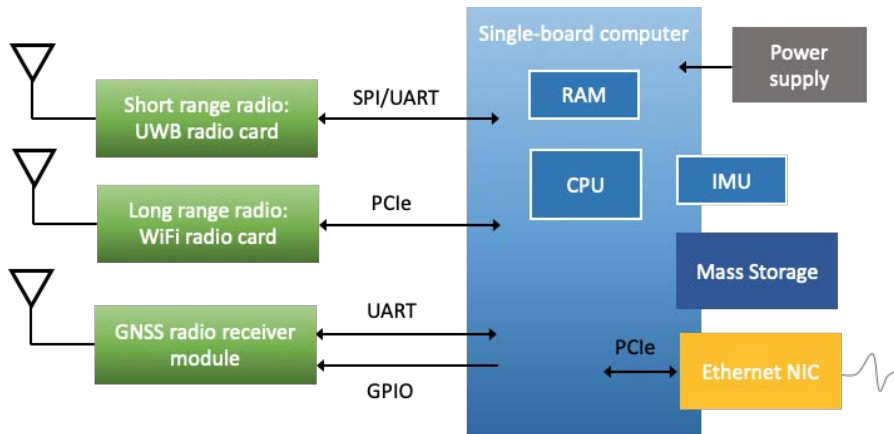 Single-board computer
Power
supply
Short range radio:
UWB radio card
SPI/UART
RAM
CPU
IMU
Long range radio:
WiFi radio card
PCIe
Mass Storage
GNSS radio receiver
module
UART
GPIO
PCIe
Ethernet NIC